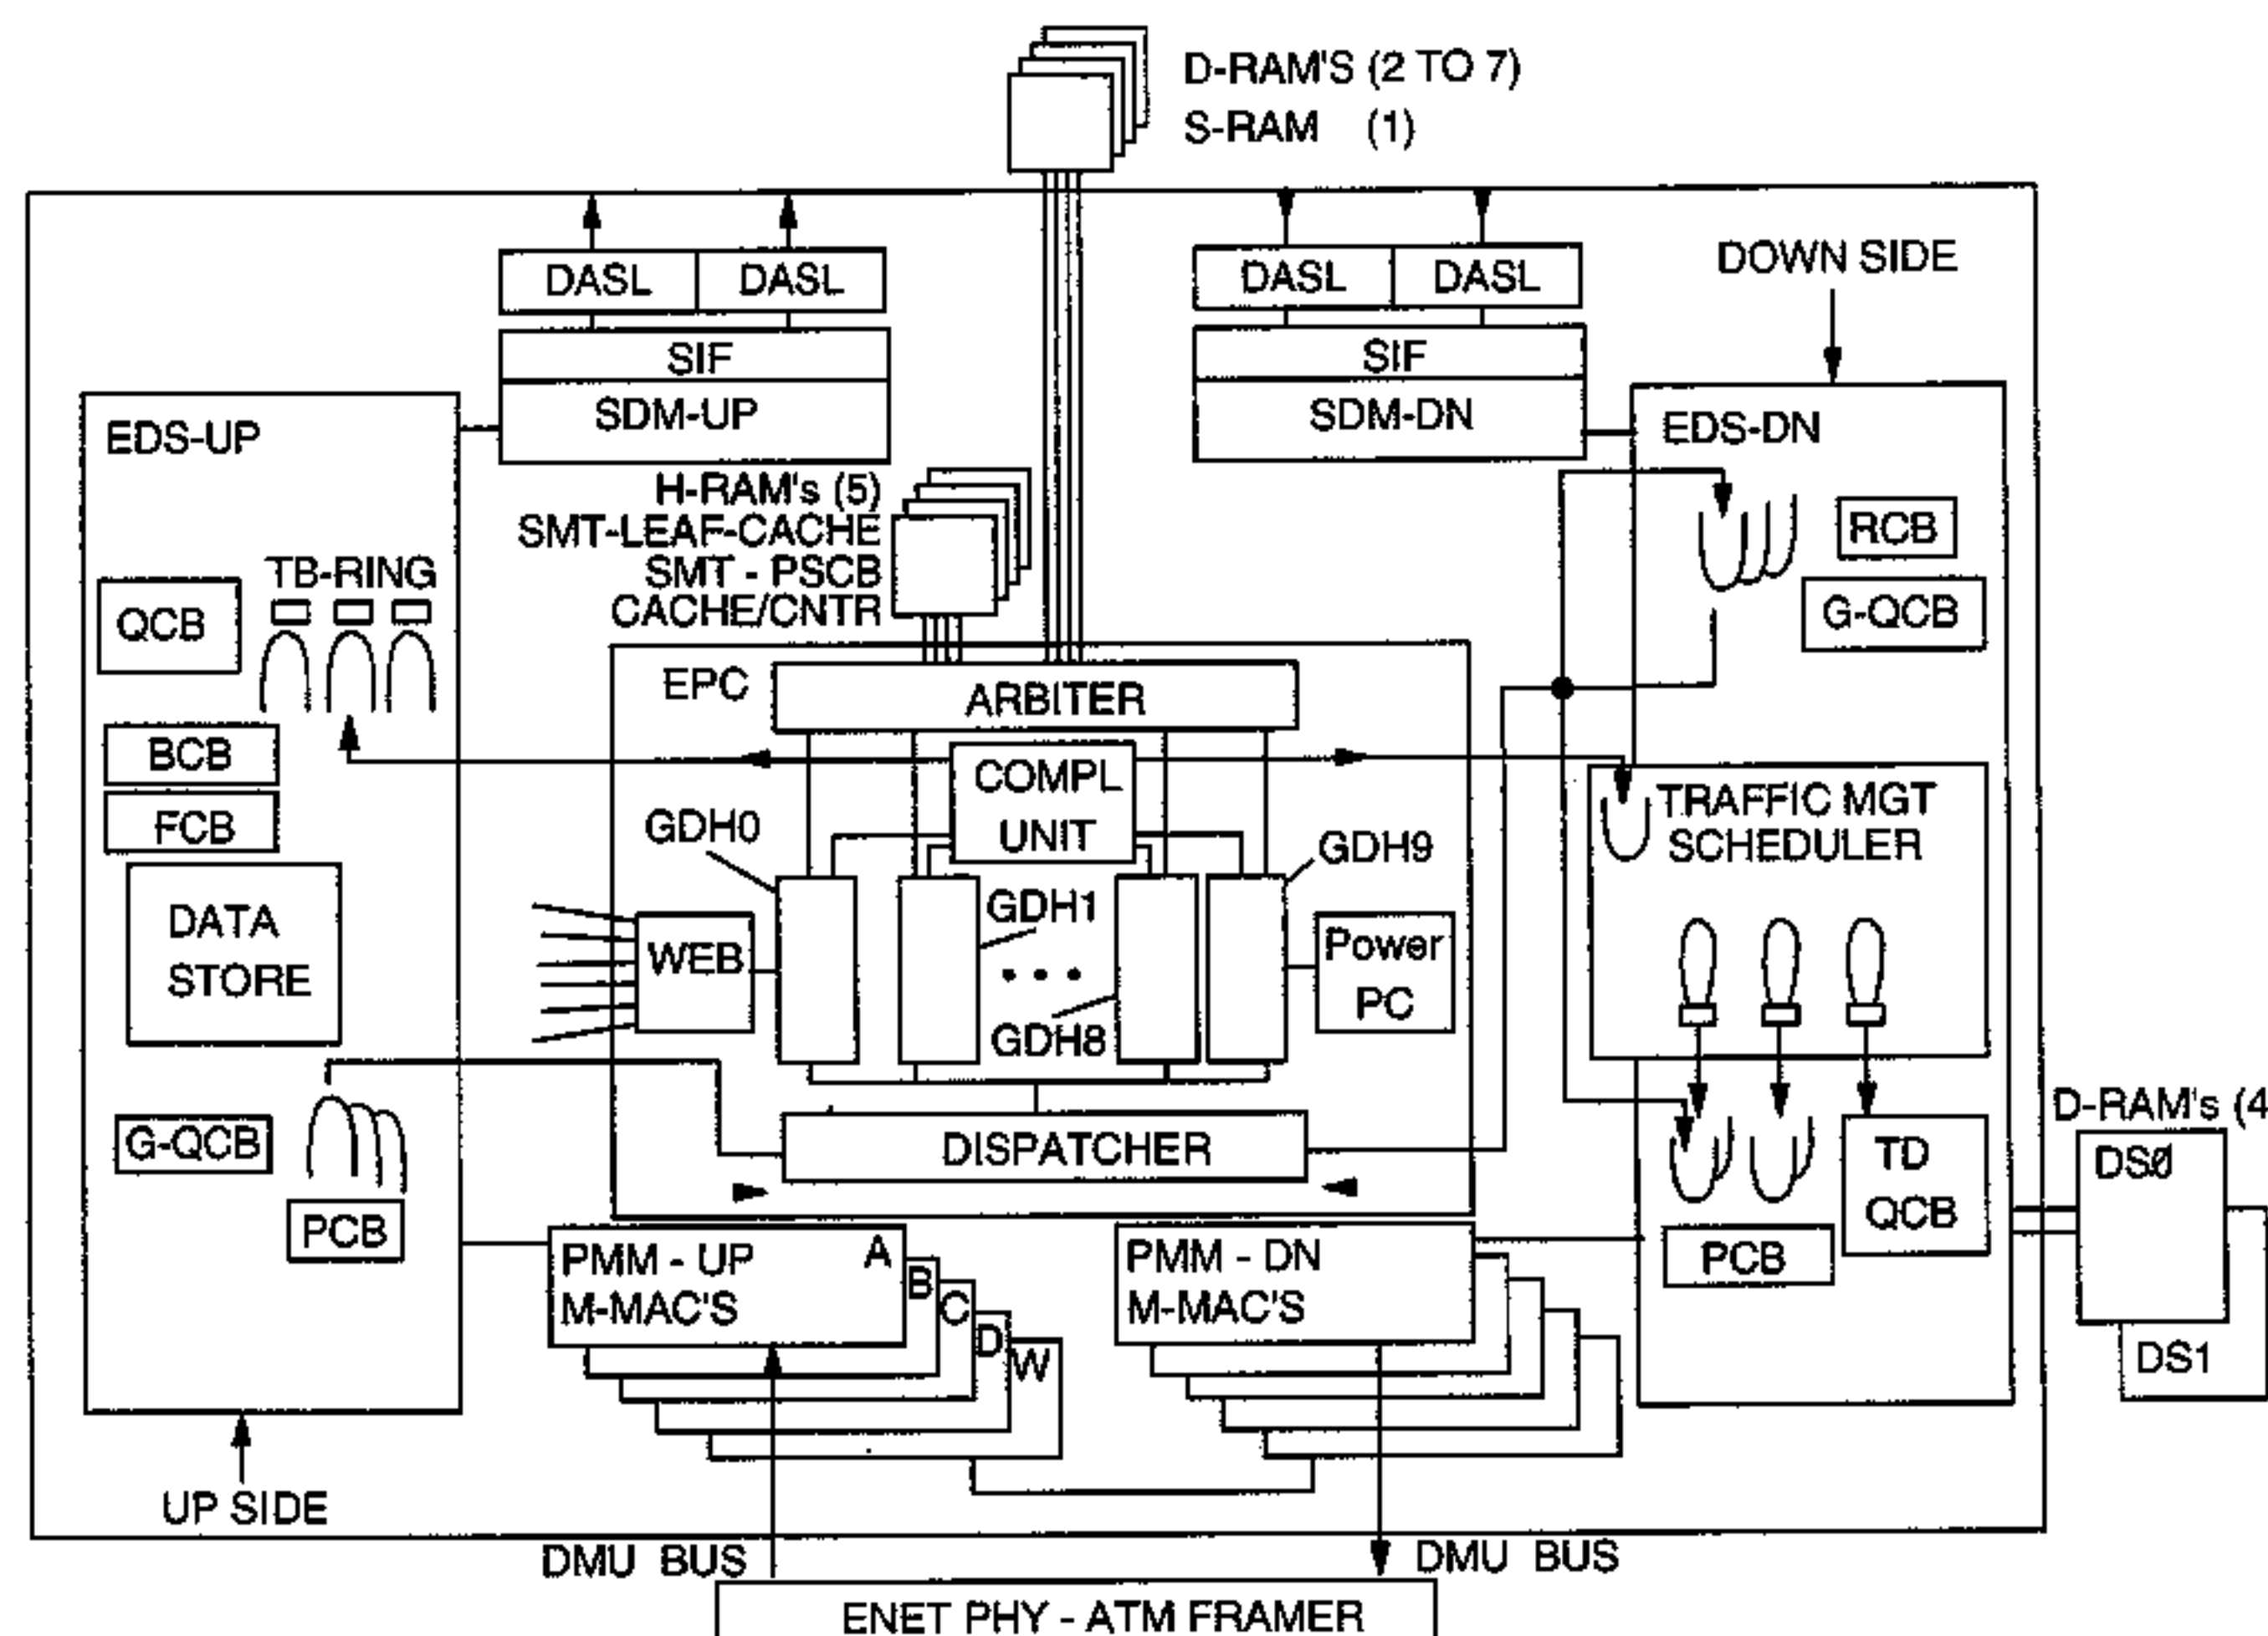 D-RAM'S (2 TO 7)
S-RAM (1)
DASL DASL
DASL DASL
DOWN SIDE
SIF
SDM-UP
SIF
SDM-DN
EDS-UP
EDS-DN
H-RAM's (5)
SMT-LEAF-CACHE
SMT - PSCB
CACHE/CNTR
RCB
G-QCB
TB-RING
QCB
BCB
FCB
DATA
STORE
G-QCB
PCB
EPC
ARBITER
COMPL
UNIT
GDH0
GDH9
GDH1
GDH8
WEB
Power
PC
DISPATCHER
TRAFFIC MGT
SCHEDULER
TD
QCB
PCB
D-RAM's (4
DSØ
DS1
PMM - UP A
M-MAC'S
B
C
D
W
PMM - DN
M-MAC'S
UP SIDE
DMU BUS
DMU BUS
ENET PHY - ATM FRAMER